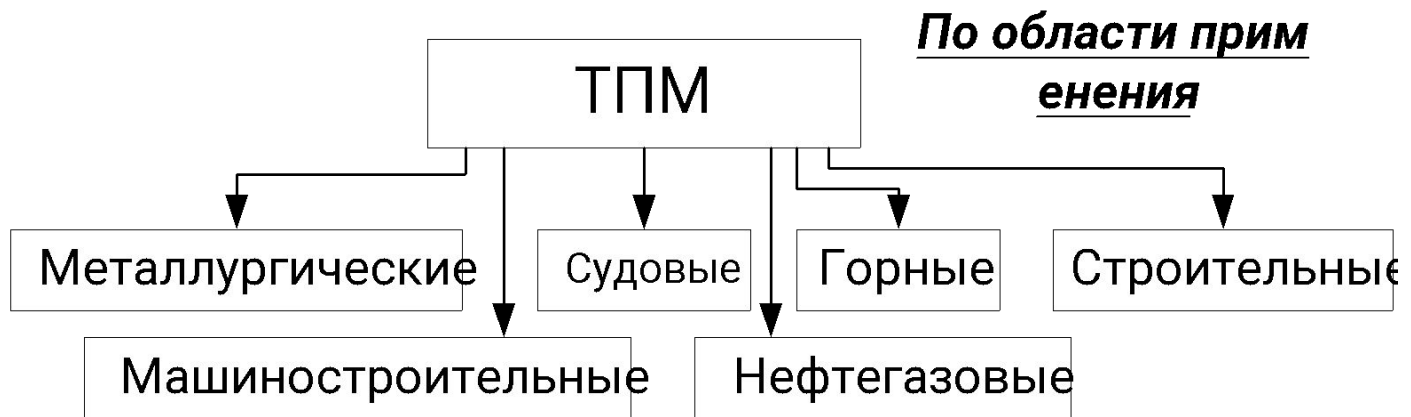 По области прим
енения
ТПМ
Металлургические
Судовые
Горные
Строительные
Машиностроительные
Нефтегазовые